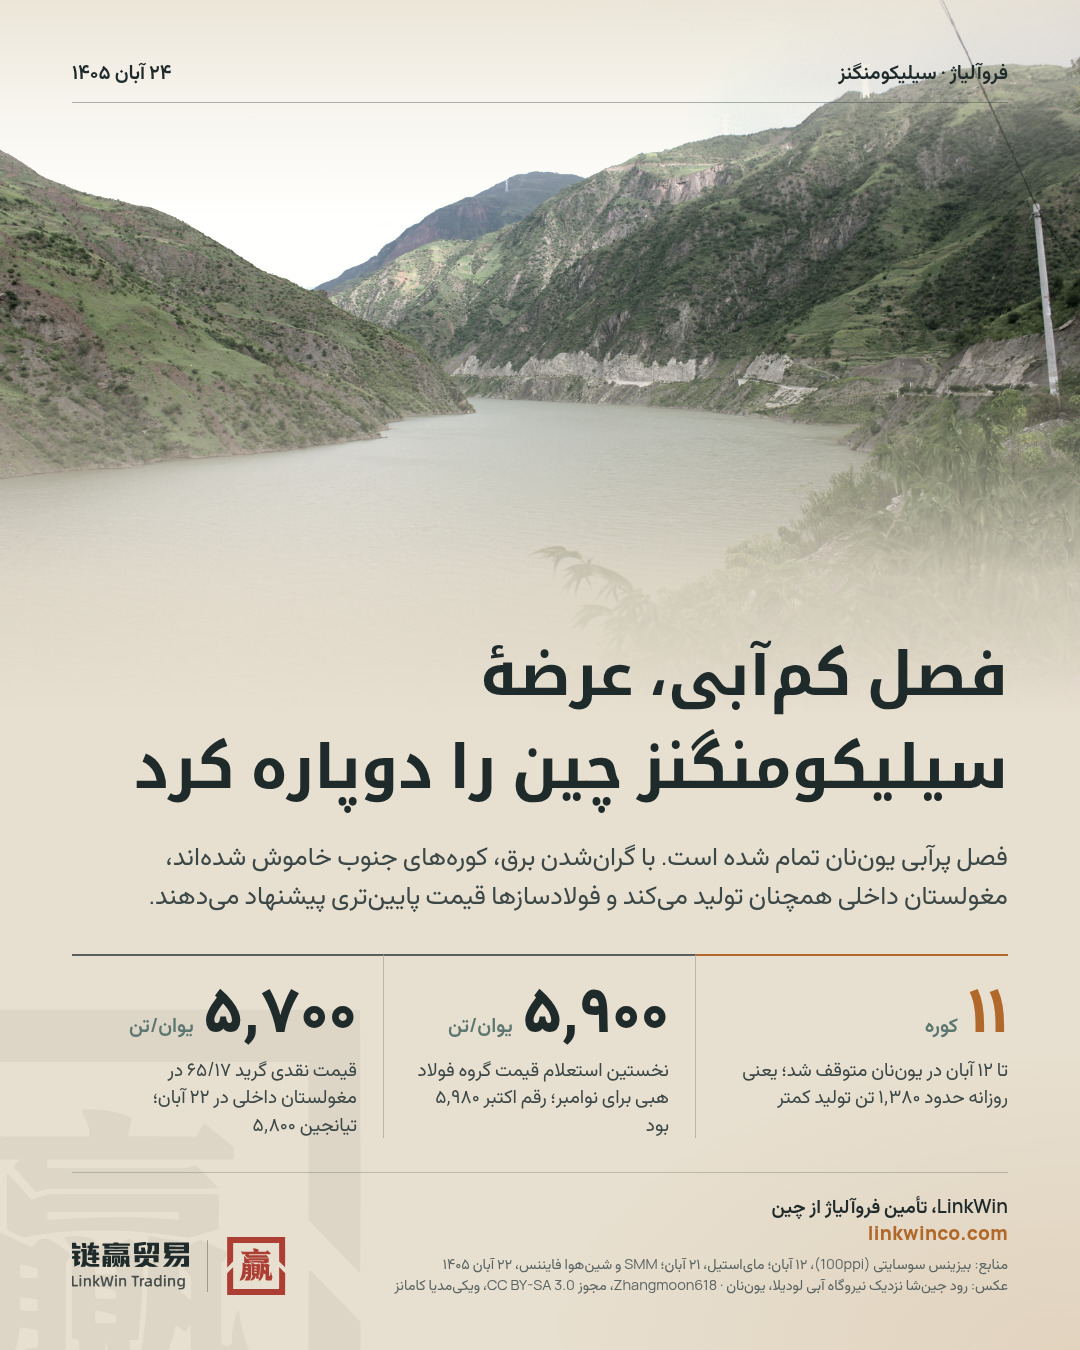 فروآلیاژ · سیلیکومنگنز
۲۴ آبان ۱۴۰۵
فصل کم‌آبی، عرضهٔ
سیلیکومنگنز چین را دوپاره کرد
فصل پرآبی یون‌نان تمام شده است. با گران‌شدن برق، کوره‌های جنوب خاموش شده‌اند،
مغولستان داخلی همچنان تولید می‌کند و فولادسازها قیمت پایین‌تری پیشنهاد می‌دهند.
۱۱ کوره
تا ۱۲ آبان در یون‌نان متوقف شد؛ یعنی
روزانه حدود ۱,۳۸۰ تن تولید کمتر
۵,۹۰۰ یوان/تن
نخستین استعلام قیمت گروه فولاد
هبی برای نوامبر؛ رقم اکتبر ۵,۹۸۰
بود
۵,۷۰۰ یوان/تن
قیمت نقدی گرید ۶۵/۱۷ در
مغولستان داخلی در ۲۲ آبان؛
تیانجین ۵,۸۰۰
LinkWin، تأمین فروآلیاژ از چین
linkwinco.com
منابع: بیزینس سوسایتی (100ppi)، ۱۲ آبان؛ مای‌استیل، ۲۱ آبان؛ SMM و شین‌هوا فایننس، ۲۲ آبان ۱۴۰۵
عکس: رود جین‌شا نزدیک نیروگاه آبی لودیلا، یون‌نان · Zhangmoon618، مجوز CC BY-SA 3.0، ویکی‌مدیا کامانز
赢
链赢贸易
LinkWin Trading